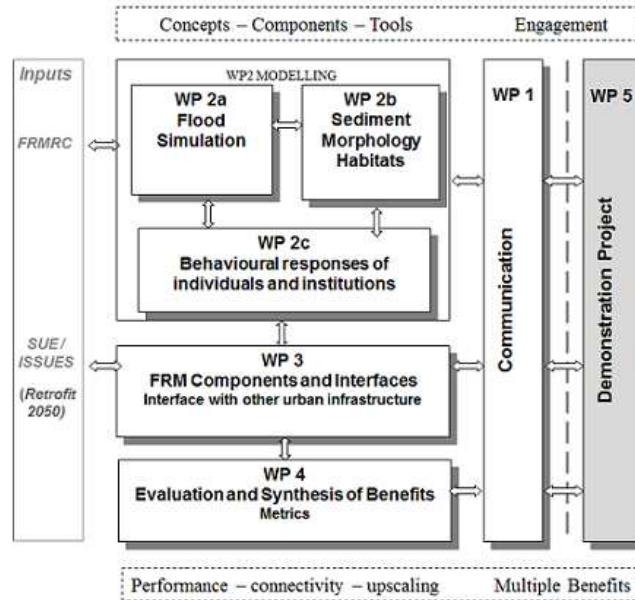 Concepts – Components – Tools
Engagement
Inputs
FRMRC
SUE /
ISSUES
(Retrofit
2050)
WP2 MODELLING
WP 2a
Flood
Simulation
WP 2b
Sediment
Morphology
Habitats
WP 2c
Behavioural responses of
individuals and institutions
WP 3
FRM Components and Interfaces
Interface with other urban infrastructure
WP 4
Evaluation and Synthesis of Benefits
Metrics
WP 1
Communication
WP 5
Demonstration Project
Performance – connectivity – upscaling
Multiple Benefits